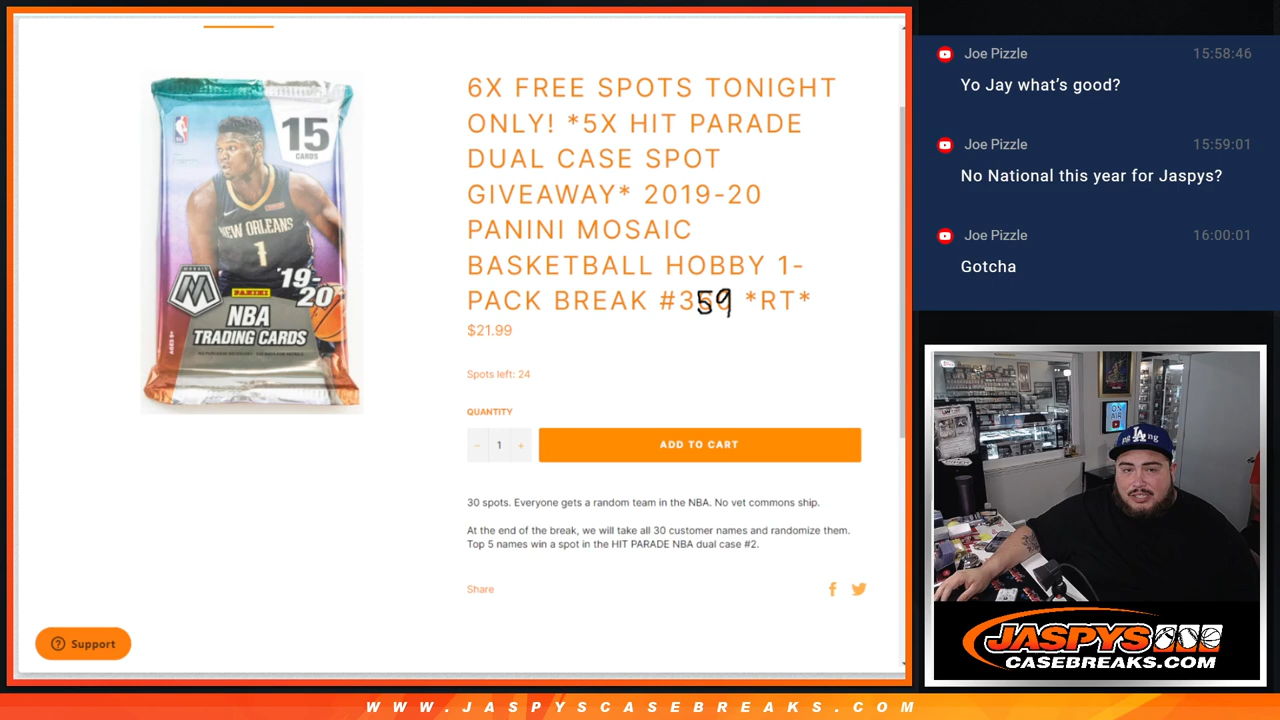 6X FREE SPOTS TONIGHT
ONLY! *5X HIT PARADE
DUAL CASE SPOT
GIVEAWAY* 2019-20
PANINI MOSAIC
BASKETBALL HOBBY 1-
PACK BREAK #359 *RT*
$21.99
Spots left: 24
QUANTITY
− 1 +
ADD TO CART
30 spots. Everyone gets a random team in the NBA. No vet commons ship.
At the end of the break, we will take all 30 customer names and randomize them.
Top 5 names win a spot in the HIT PARADE NBA dual case #2.
Share
Support
15
CARDS
NEW ORLEANS
1
MOSAIC
M
PANINI
'19-
20
NBA
TRADING CARDS
Joe Pizzle 15:58:46
Yo Jay what's good?
Joe Pizzle 15:59:01
No National this year for Jaspys?
Joe Pizzle 16:00:01
Gotcha
ON
AIR
LA
JASPYS
CASEBREAKS.COM
WWW.JASPYSCASEBREAKS.COM